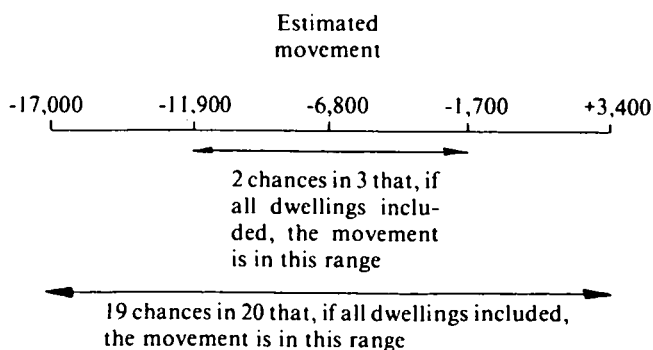 Estimated
movement
-17,000 -11,900 -6,800 -1,700 +3,400
2 chances in 3 that, if
all dwellings inclu-
ded, the movement
is in this range
19 chances in 20 that, if all dwellings included,
the movement is in this range